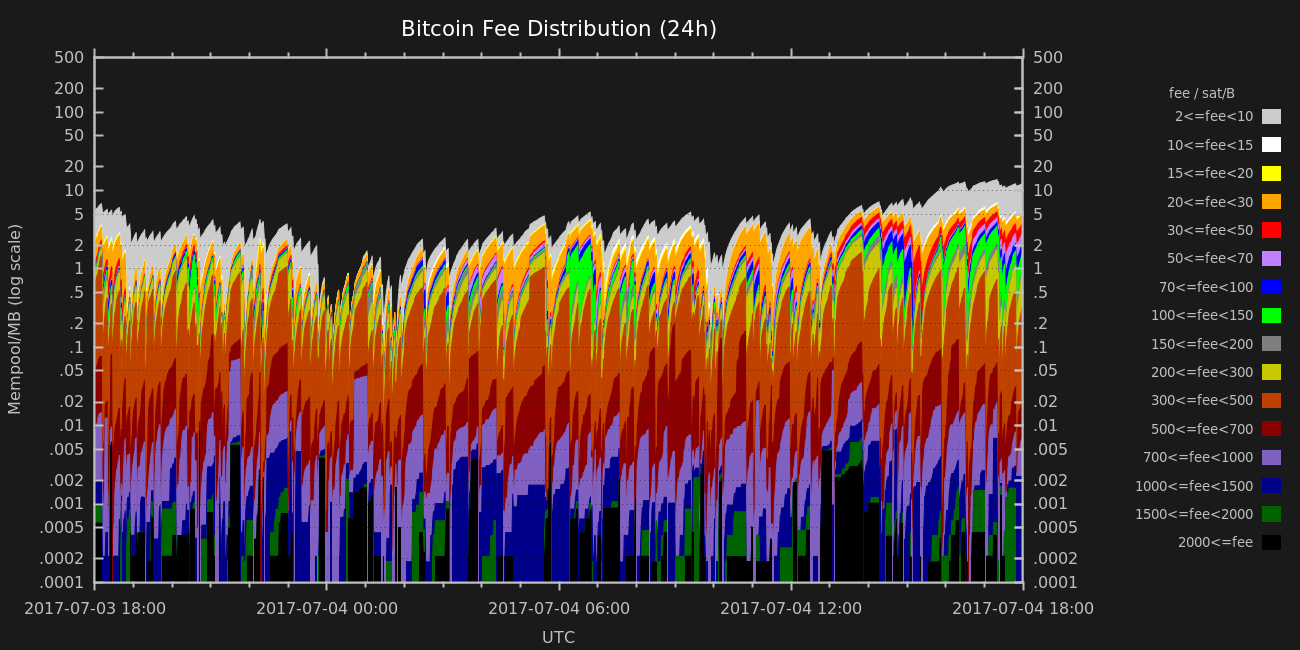 Bitcoin Fee Distribution (24h)
500
200
100
50
20
10
5
2
1
.5
.2
.1
.05
.02
.01
.005
.002
.001
.0005
.0002
.0001
Mempool/MB (log scale)
500
200
100
50
20
10
5
2
1
.5
.2
.1
.05
.02
.01
.005
.002
.001
.0005
.0002
.0001
2017-07-03 18:00 2017-07-04 00:00 2017-07-04 06:00 2017-07-04 12:00 2017-07-04 18:00
UTC
fee / sat/B
2<=fee<10
10<=fee<15
15<=fee<20
20<=fee<30
30<=fee<50
50<=fee<70
70<=fee<100
100<=fee<150
150<=fee<200
200<=fee<300
300<=fee<500
500<=fee<700
700<=fee<1000
1000<=fee<1500
1500<=fee<2000
2000<=fee